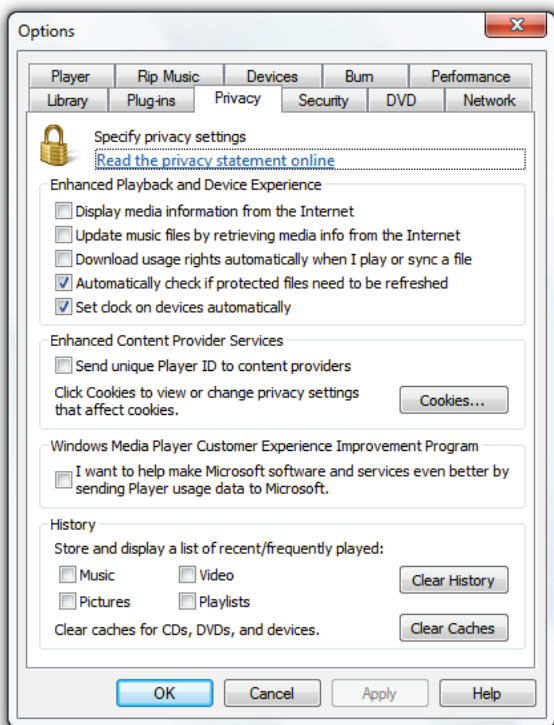 Options
Player Rip Music Devices Burn Performance
Library Plug-ins Privacy Security DVD Network
Specify privacy settings
Read the privacy statement online
Enhanced Playback and Device Experience
Display media information from the Internet
Update music files by retrieving media info from the Internet
Download usage rights automatically when I play or sync a file
Automatically check if protected files need to be refreshed
Set clock on devices automatically
Enhanced Content Provider Services
Send unique Player ID to content providers
Click Cookies to view or change privacy settings
that affect cookies.
Cookies...
Windows Media Player Customer Experience Improvement Program
I want to help make Microsoft software and services even better by
sending Player usage data to Microsoft.
History
Store and display a list of recent/frequently played:
Music Video
Clear History
Pictures Playlists
Clear caches for CDs, DVDs, and devices.
Clear Caches
OK Cancel Apply Help